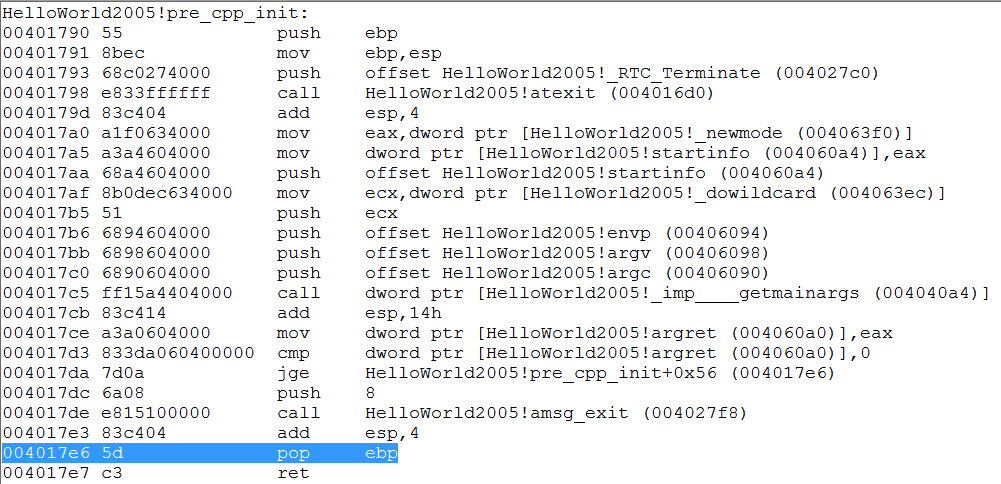 HelloWorld2005!pre_cpp_init:
00401790 55 push ebp
00401791 8bec mov ebp,esp
00401793 68c0274000 push offset HelloWorld2005!_RTC_Terminate (004027c0)
00401798 e833ffffff call HelloWorld2005!atexit (004016d0)
0040179d 83c404 add esp,4
004017a0 a1f0634000 mov eax,dword ptr [HelloWorld2005!_newmode (004063f0)]
004017a5 a3a4604000 mov dword ptr [HelloWorld2005!startinfo (004060a4)],eax
004017aa 68a4604000 push offset HelloWorld2005!startinfo (004060a4)
004017af 8b0dec634000 mov ecx,dword ptr [HelloWorld2005!_dowildcard (004063ec)]
004017b5 51 push ecx
004017b6 6894604000 push offset HelloWorld2005!envp (00406094)
004017bb 6898604000 push offset HelloWorld2005!argv (00406098)
004017c0 6890604000 push offset HelloWorld2005!argc (00406090)
004017c5 ff15a4404000 call dword ptr [HelloWorld2005!_imp____getmainargs (004040a4)]
004017cb 83c414 add esp,14h
004017ce a3a0604000 mov dword ptr [HelloWorld2005!argret (004060a0)],eax
004017d3 833da060400000 cmp dword ptr [HelloWorld2005!argret (004060a0)],0
004017da 7d0a jge HelloWorld2005!pre_cpp_init+0x56 (004017e6)
004017dc 6a08 push 8
004017de e815100000 call HelloWorld2005!amsg_exit (004027f8)
004017e3 83c404 add esp,4
004017e6 5d pop ebp
004017e7 c3 ret